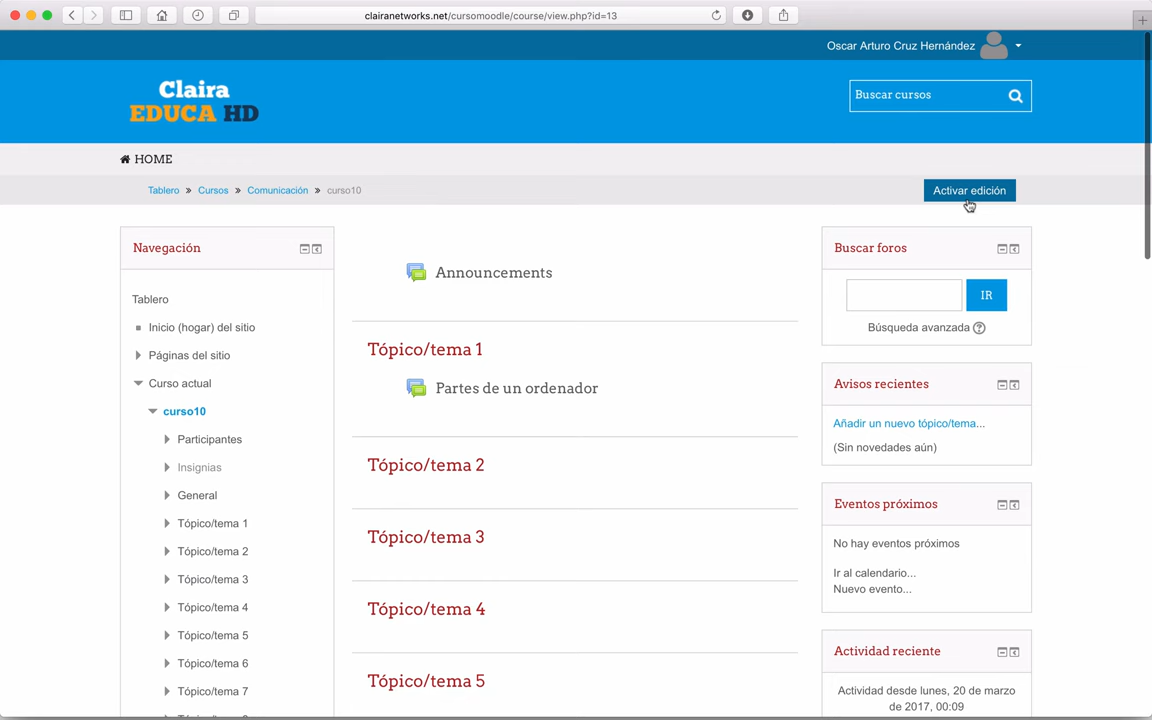 clairanetworks.net/cursomoodle/course/view.php?id=13
Oscar Arturo Cruz Hernández
Claira
EDUCA HD
Buscar cursos
HOME
Tablero » Cursos » Comunicación » curso10
Activar edición
Navegación
Tablero
Inicio (hogar) del sitio
Páginas del sitio
Curso actual
curso10
Participantes
Insignias
General
Tópico/tema 1
Tópico/tema 2
Tópico/tema 3
Tópico/tema 4
Tópico/tema 5
Tópico/tema 6
Tópico/tema 7
Announcements
Tópico/tema 1
Partes de un ordenador
Tópico/tema 2
Tópico/tema 3
Tópico/tema 4
Tópico/tema 5
Buscar foros
IR
Búsqueda avanzada ?
Avisos recientes
Añadir un nuevo tópico/tema...
(Sin novedades aún)
Eventos próximos
No hay eventos próximos
Ir al calendario...
Nuevo evento...
Actividad reciente
Actividad desde lunes, 20 de marzo
de 2017, 00:09